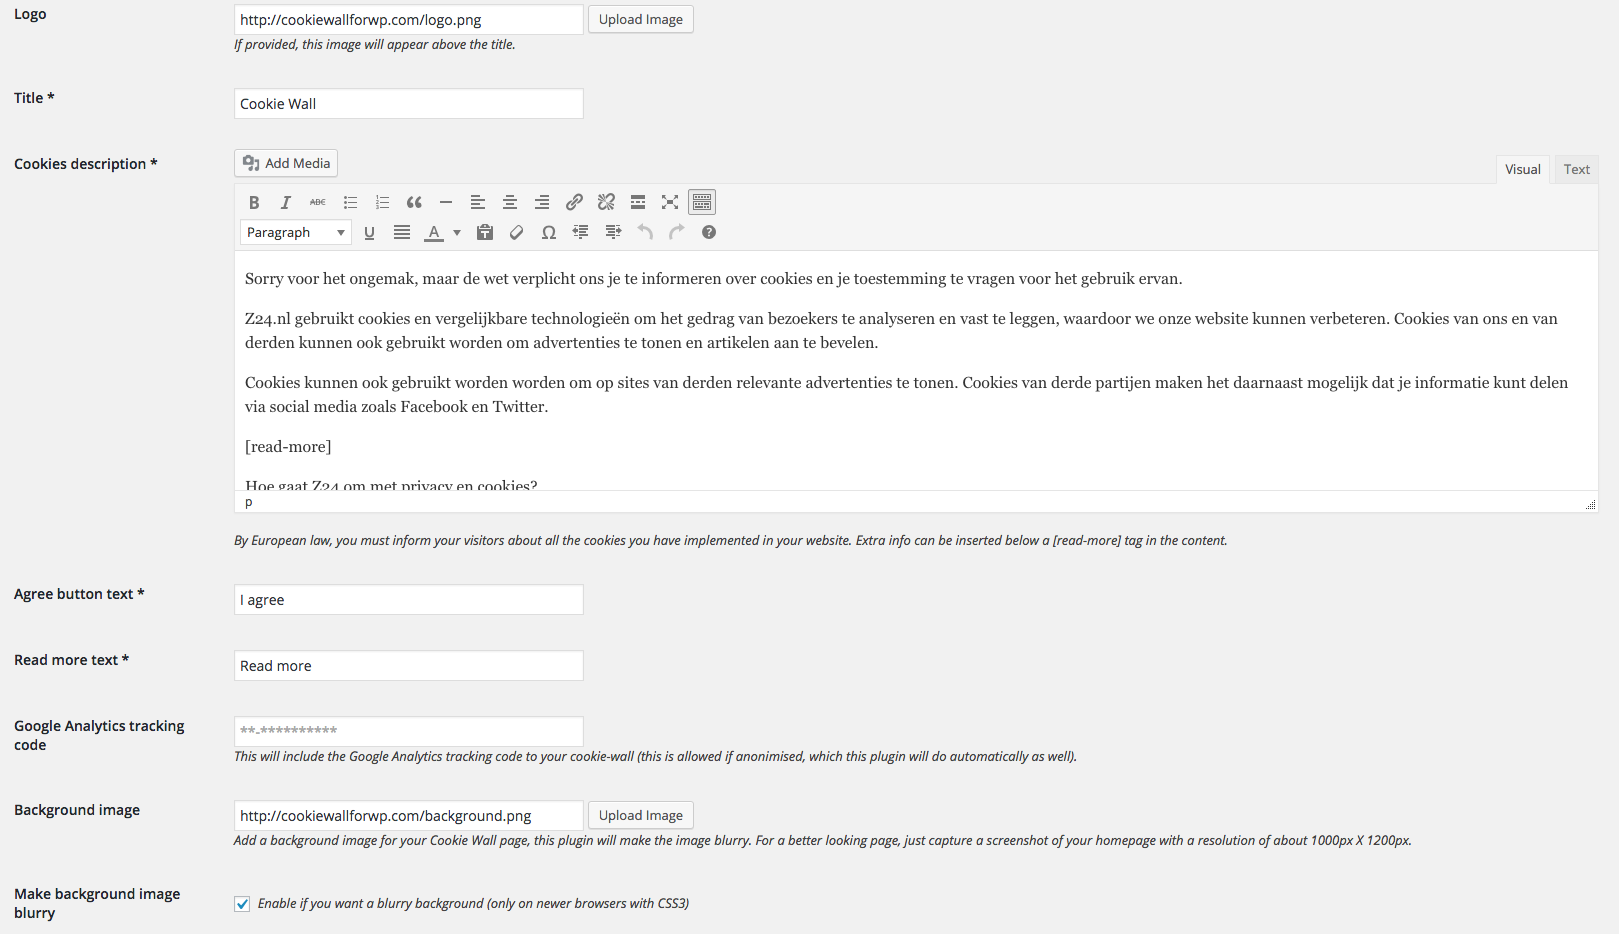 Logo
http://cookiewallforwp.com/logo.png
Upload Image
If provided, this image will appear above the title.
Title *
Cookie Wall
Cookies description *
Add Media
Visual
Text
B I ABC
Paragraph
U A Ω
Sorry voor het ongemak, maar de wet verplicht ons je te informeren over cookies en je toestemming te vragen voor het gebruik ervan.
Z24.nl gebruikt cookies en vergelijkbare technologieën om het gedrag van bezoekers te analyseren en vast te leggen, waardoor we onze website kunnen verbeteren. Cookies van ons en van
derden kunnen ook gebruikt worden om advertenties te tonen en artikelen aan te bevelen.
Cookies kunnen ook gebruikt worden worden om op sites van derden relevante advertenties te tonen. Cookies van derde partijen maken het daarnaast mogelijk dat je informatie kunt delen
via social media zoals Facebook en Twitter.
[read-more]
Hoe gaat Z24 om met privacy en cookies?
p
By European law, you must inform your visitors about all the cookies you have implemented in your website. Extra info can be inserted below a [read-more] tag in the content.
Agree button text *
I agree
Read more text *
Read more
Google Analytics tracking
code
**-**********
This will include the Google Analytics tracking code to your cookie-wall (this is allowed if anonimised, which this plugin will do automatically as well).
Background image
http://cookiewallforwp.com/background.png
Upload Image
Add a background image for your Cookie Wall page, this plugin will make the image blurry. For a better looking page, just capture a screenshot of your homepage with a resolution of about 1000px X 1200px.
Make background image
blurry
Enable if you want a blurry background (only on newer browsers with CSS3)